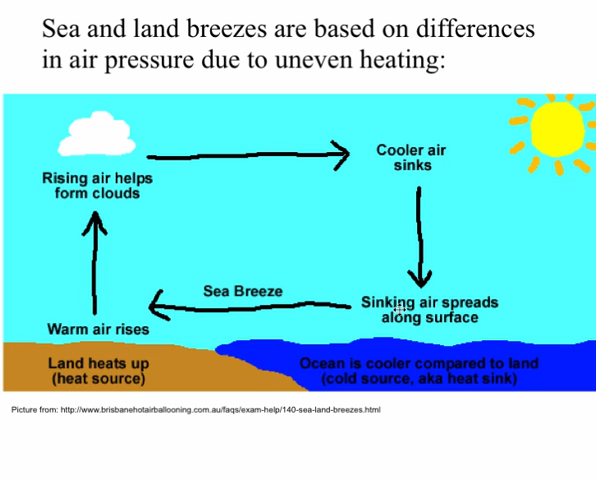 Sea and land breezes are based on differences
in air pressure due to uneven heating:
Cooler air
sinks
Rising air helps
form clouds
Sea Breeze
Sinking air spreads
along surface
Warm air rises
Land heats up
(heat source)
Ocean is cooler compared to land
(cold source, aka heat sink)
Picture from: http://www.brisbanehotairballooning.com.au/faqs/exam-help/140-sea-land-breezes.html